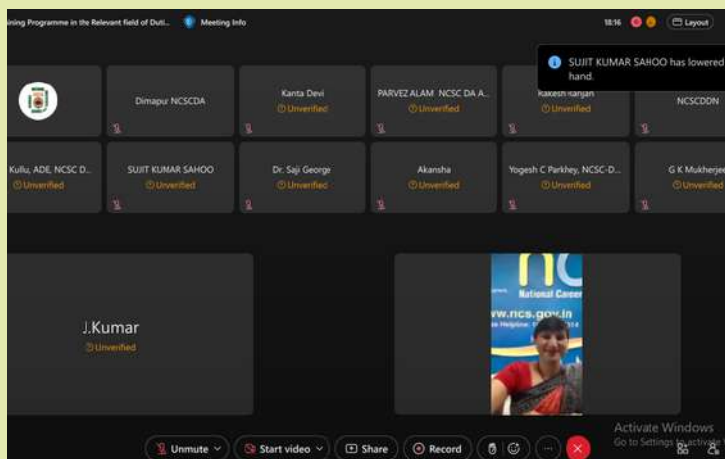 ining Programme in the Relevant field of Duti...
Meeting Info
18:16
Layout
SUJIT KUMAR SAHOO has lowered
hand.
Dimapur NCSCDA
Kanta Devi
Unverified
PARVEZ ALAM NCSC DA A...
Unverified
Rakesh Ranjan
Unverified
NCSCDDN
Kullu, ADE, NCSC D...
Unverified
SUJIT KUMAR SAHOO
Unverified
Dr. Saji George
Unverified
Akansha
Unverified
Yogesh C Parkhey, NCSC-D...
Unverified
G K Mukherjee
Unverified
J.Kumar
Unverified
nc
National Career
ww.ncs.gov.in
Helpline:
Activate Windows
Go to Settings to activate
Unmute
Start video
Share
Record